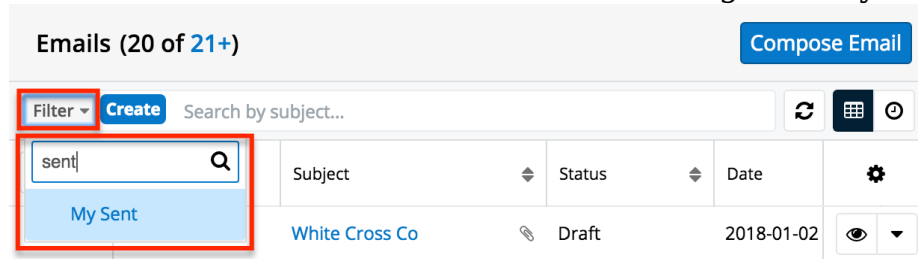 Emails (20 of 21+)
Compose Email
Filter Create Search by subject...
sent
Subject Status Date
My Sent
White Cross Co Draft 2018-01-02